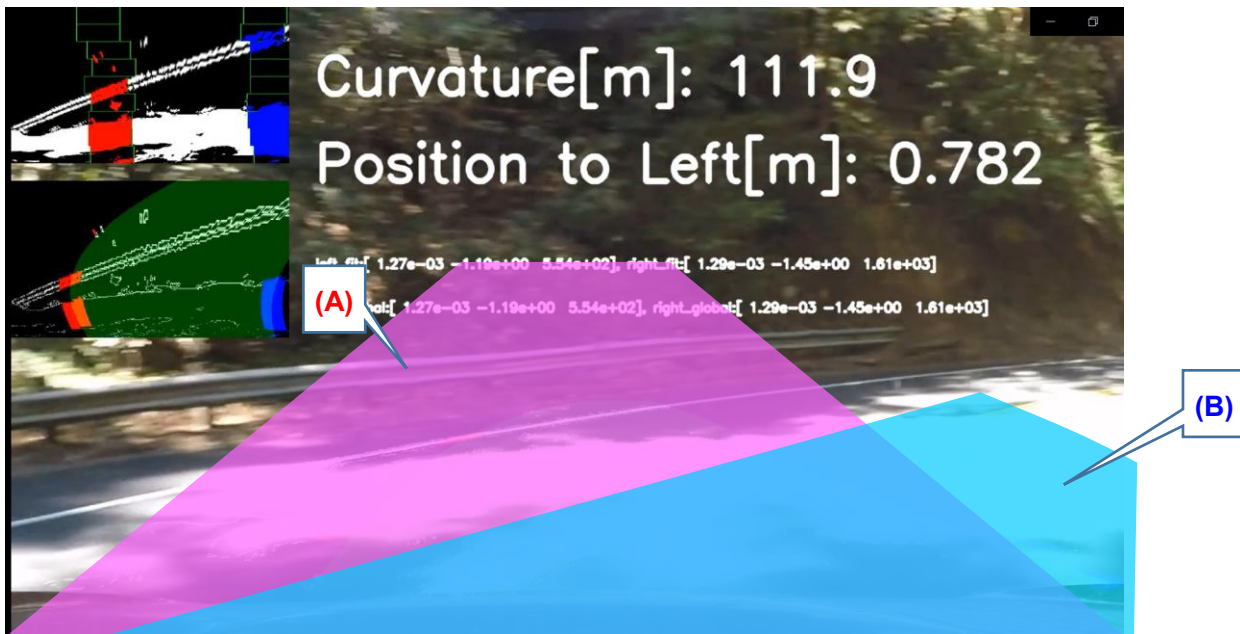 Curvature[m]: 111.9
Position to Left[m]: 0.782
left_fit:[ 1.27e-03 -1.19e+00 5.54e+02], right_fit:[ 1.29e-03 -1.45e+00 1.61e+03]
(A)
bal:[ 1.27e-03 -1.19e+00 5.54e+02], right_global:[ 1.29e-03 -1.45e+00 1.61e+03]
(B)